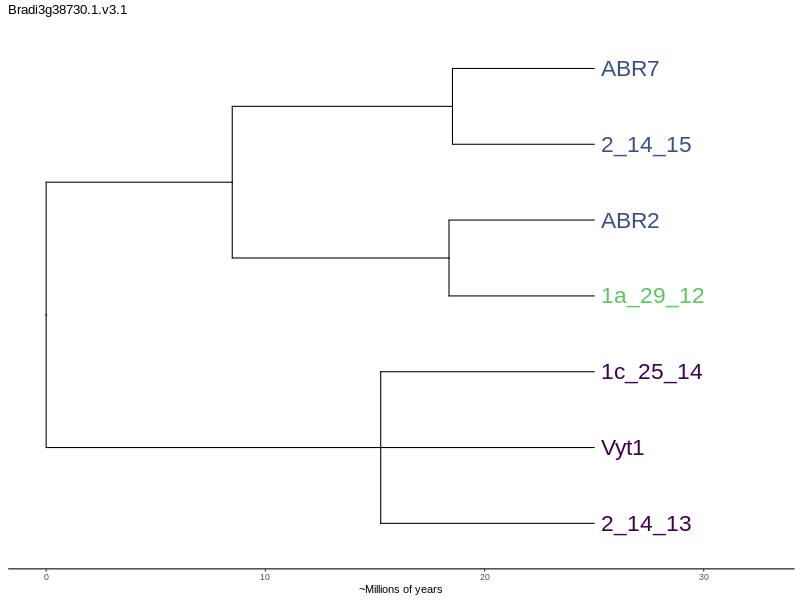 Bradi3g38730.1.v3.1
ABR7
2_14_15
ABR2
1a_29_12
1c_25_14
Vyt1
2_14_13
0 10 20 30
~Millions of years